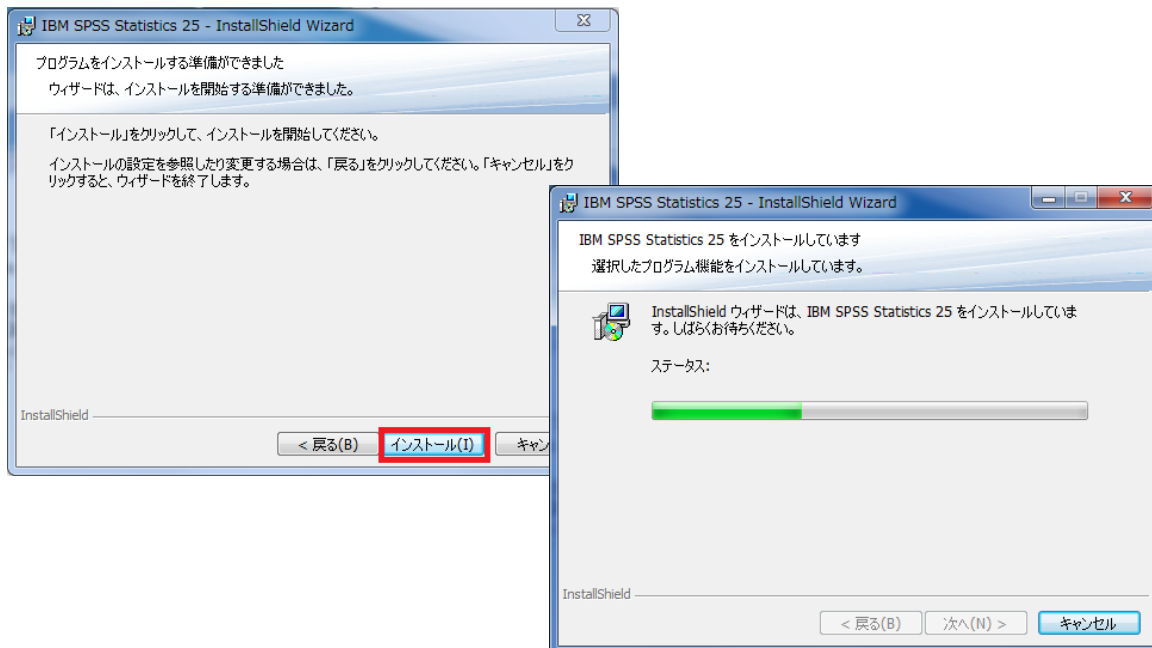 IBM SPSS Statistics 25 - InstallShield Wizard
プログラムをインストールする準備ができました
ウィザードは、インストールを開始する準備ができました。
「インストール」をクリックして、インストールを開始してください。
インストールの設定を参照したり変更する場合は、「戻る」をクリックしてください。「キャンセル」をク
リックすると、ウィザードを終了します。
InstallShield
< 戻る(B)
インストール(I)
キャン
IBM SPSS Statistics 25 - InstallShield Wizard
IBM SPSS Statistics 25 をインストールしています
選択したプログラム機能をインストールしています。
InstallShield ウィザードは、IBM SPSS Statistics 25 をインストールしていま
す。しばらくお待ちください。
ステータス:
InstallShield
< 戻る(B)
次へ(N) >
キャンセル